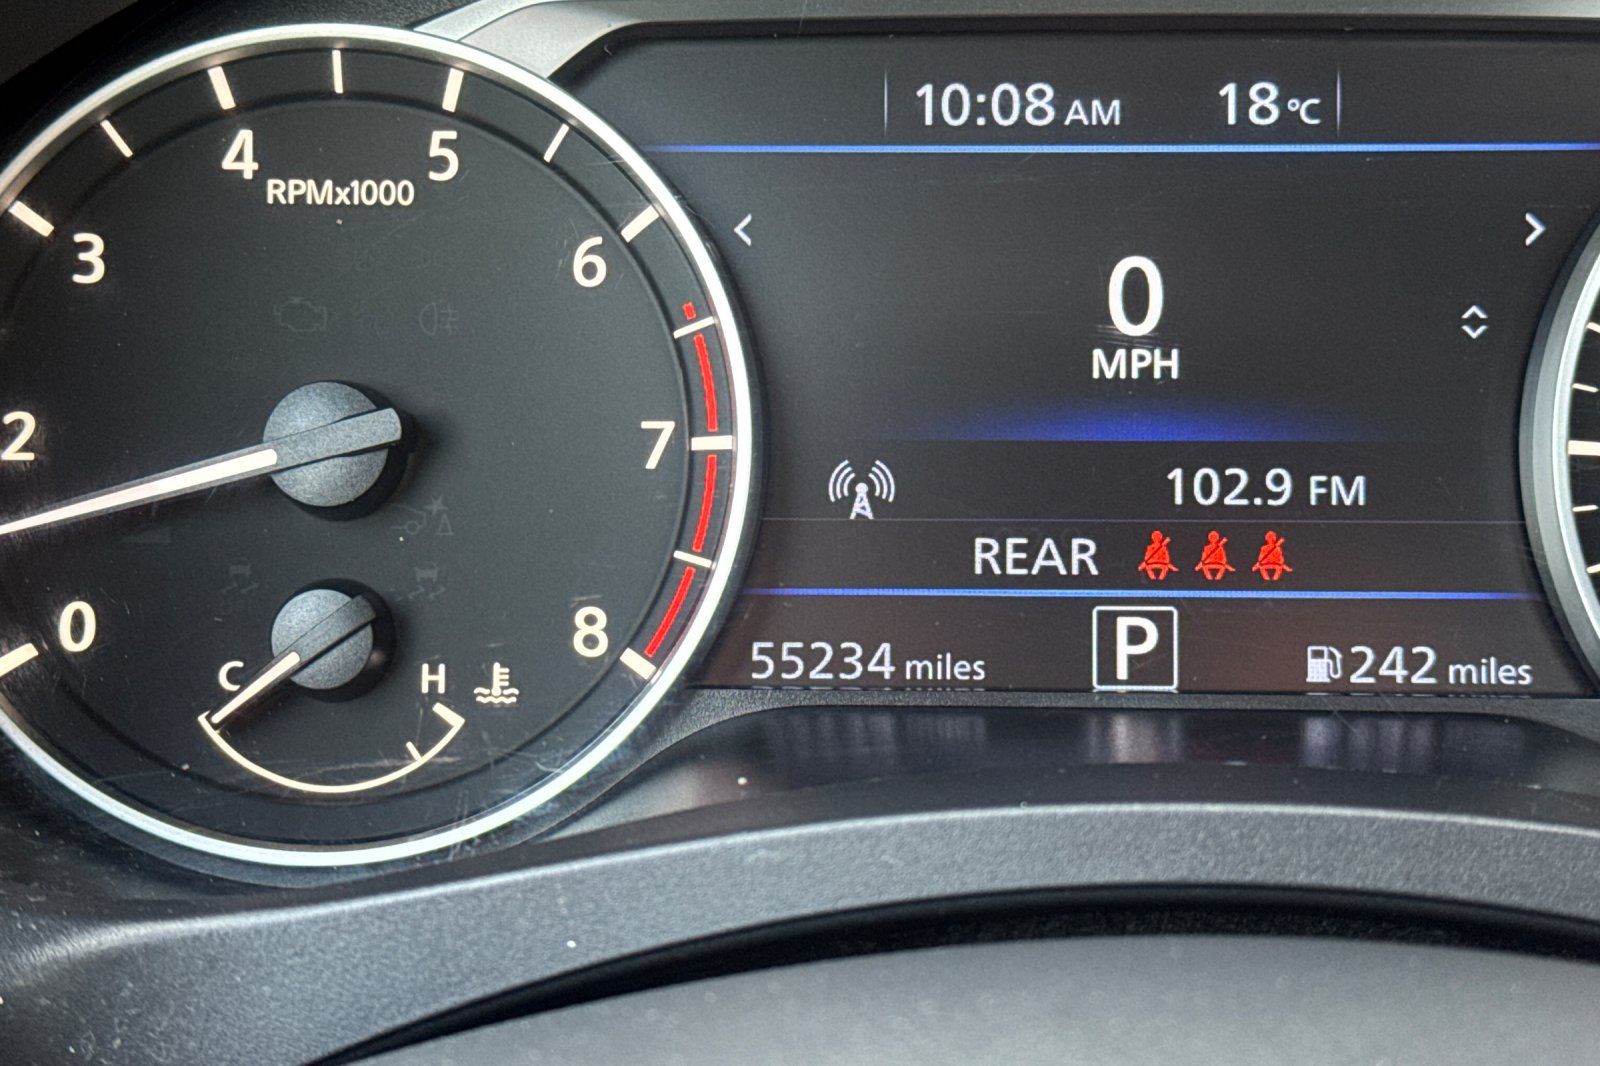 10:08 AM 18°C
4 5
RPMx1000
3 6
0
MPH
2 7
102.9 FM
REAR
0 8
C H
55234 miles P 242 miles